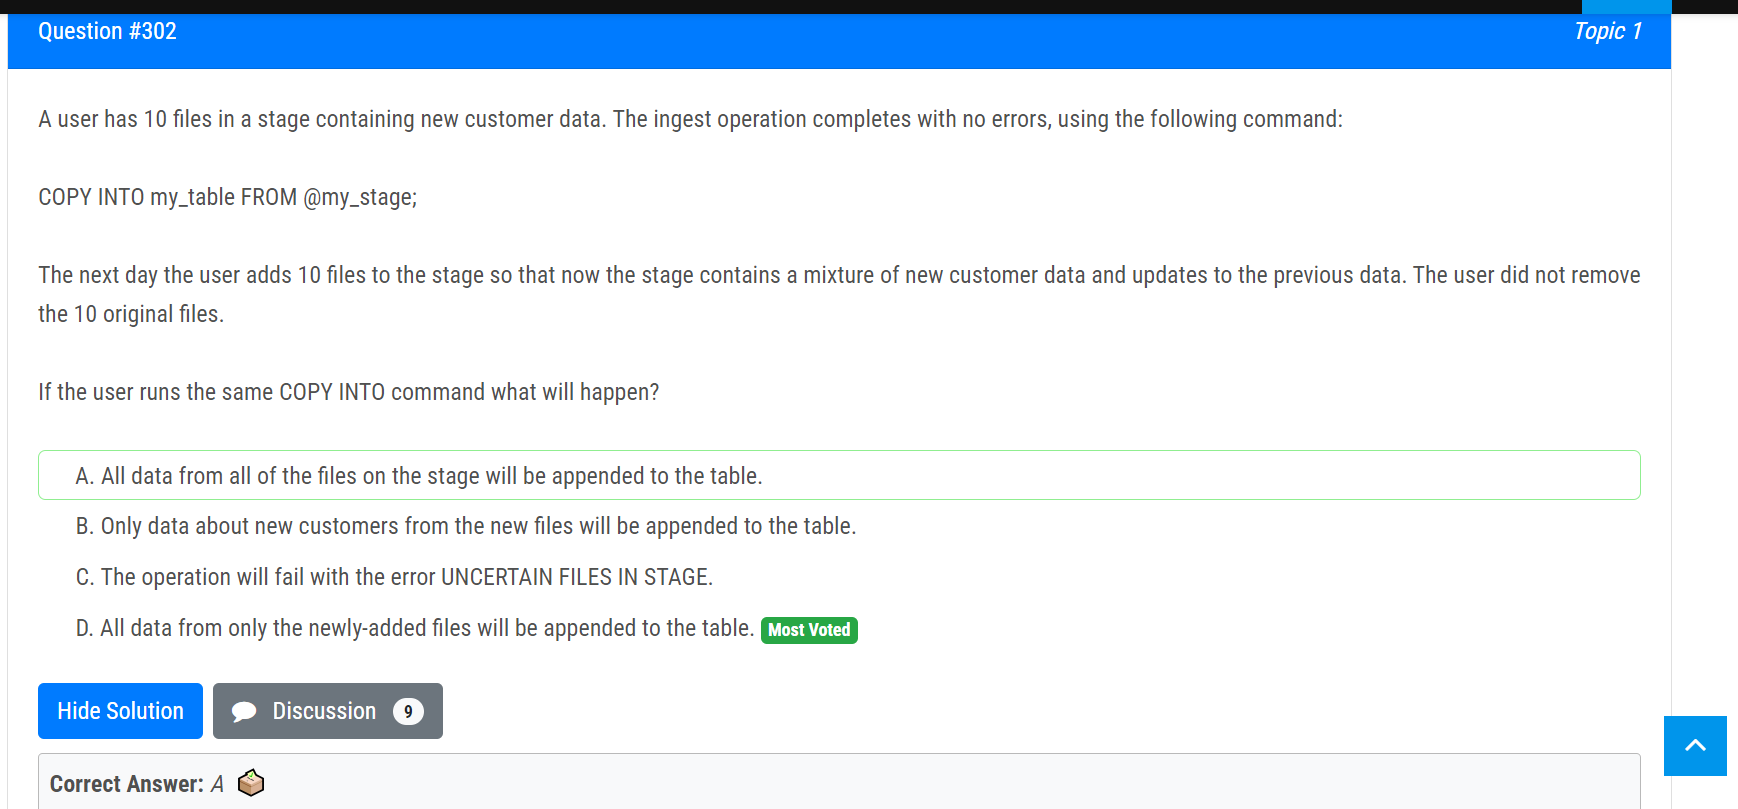 Question #302
Topic 1
A user has 10 files in a stage containing new customer data. The ingest operation completes with no errors, using the following command:
COPY INTO my_table FROM @my_stage;
The next day the user adds 10 files to the stage so that now the stage contains a mixture of new customer data and updates to the previous data. The user did not remove
the 10 original files.
If the user runs the same COPY INTO command what will happen?
A. All data from all of the files on the stage will be appended to the table.
B. Only data about new customers from the new files will be appended to the table.
C. The operation will fail with the error UNCERTAIN FILES IN STAGE.
D. All data from only the newly-added files will be appended to the table. Most Voted
Hide Solution
Discussion 9
Correct Answer: A